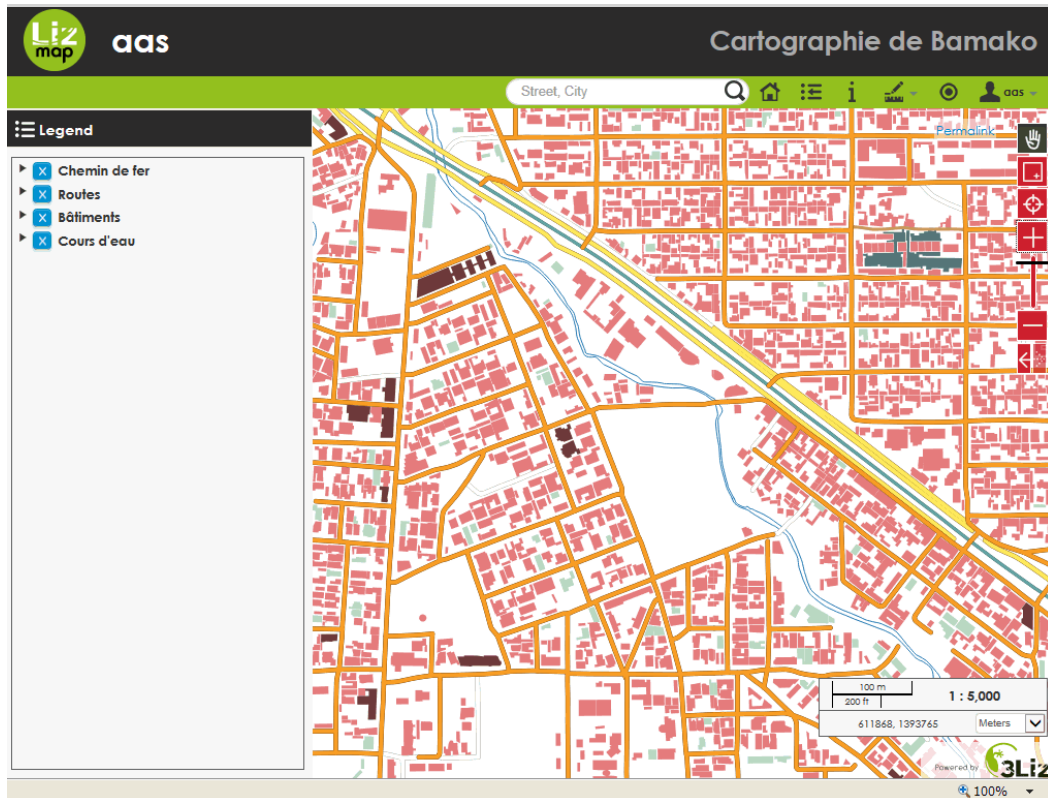 Liz
map
aas
Cartographie de Bamako
Street, City
aas
Legend
Permalink
Chemin de fer
Routes
Bâtiments
Cours d'eau
100 m
200 ft
1 : 5,000
611868, 1393765
Meters
Powered by
3Liz
100%